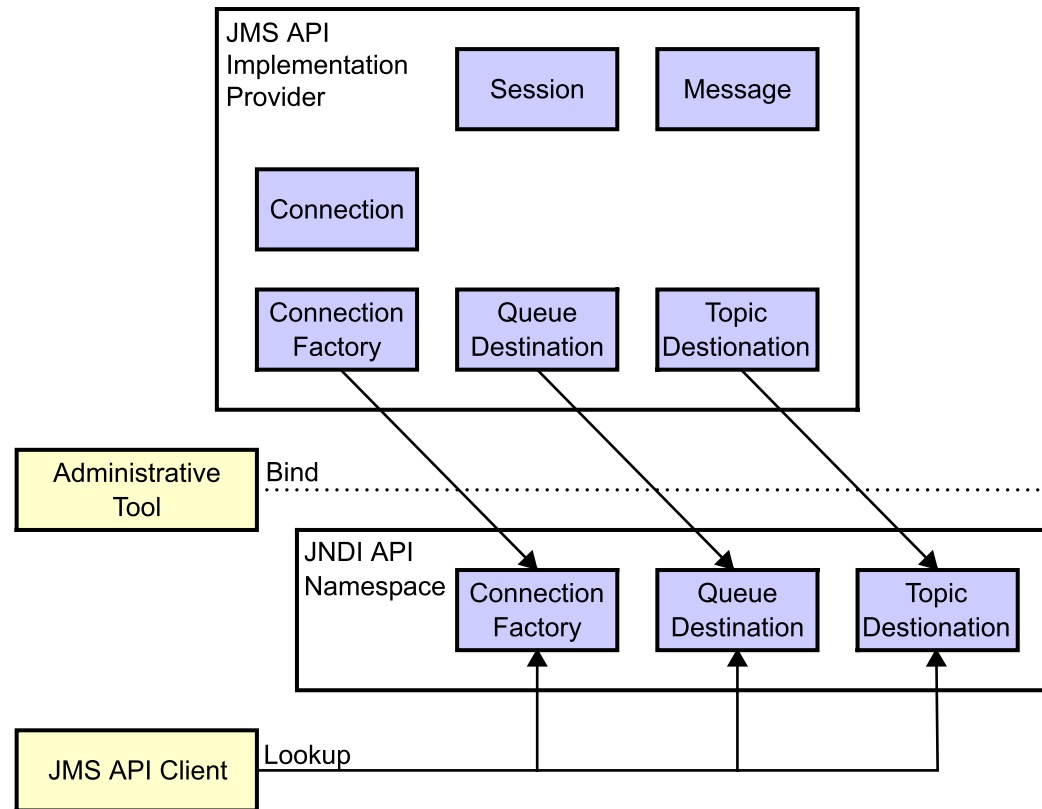 JMS API
Implementation
Provider
Session
Message
Connection
Connection
Factory
Queue
Destination
Topic
Destionation
Administrative
Tool
Bind
JNDI API
Namespace
Connection
Factory
Queue
Destination
Topic
Destionation
JMS API Client
Lookup